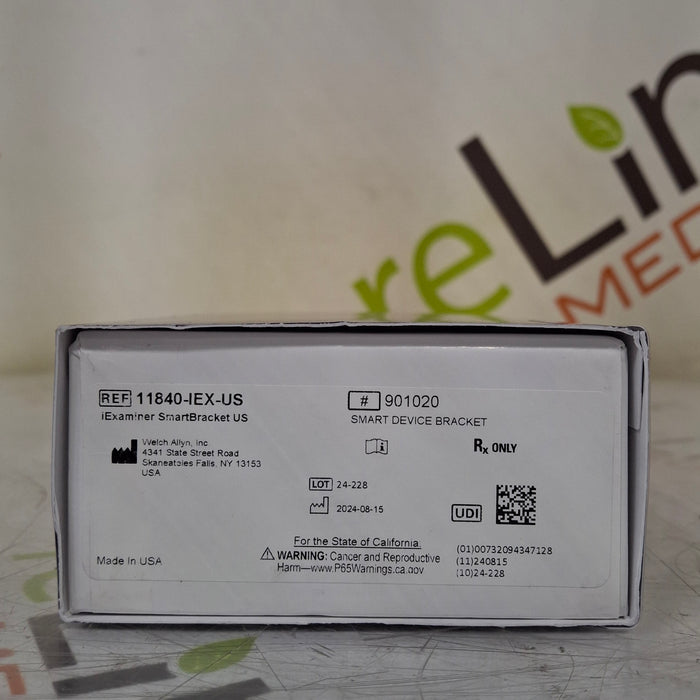 reLin
MED
REF 11840-IEX-US
iExaminer SmartBracket US
# 901020
SMART DEVICE BRACKET
Welch Allyn, Inc
4341 State Street Road
Skaneateles Falls, NY 13153
USA
Rx ONLY
LOT 24-228
2024-08-15
UDI
For the State of California:
WARNING: Cancer and Reproductive
Harm—www.P65Warnings.ca.gov
Made in USA
(01)00732094347128
(11)240815
(10)24-228